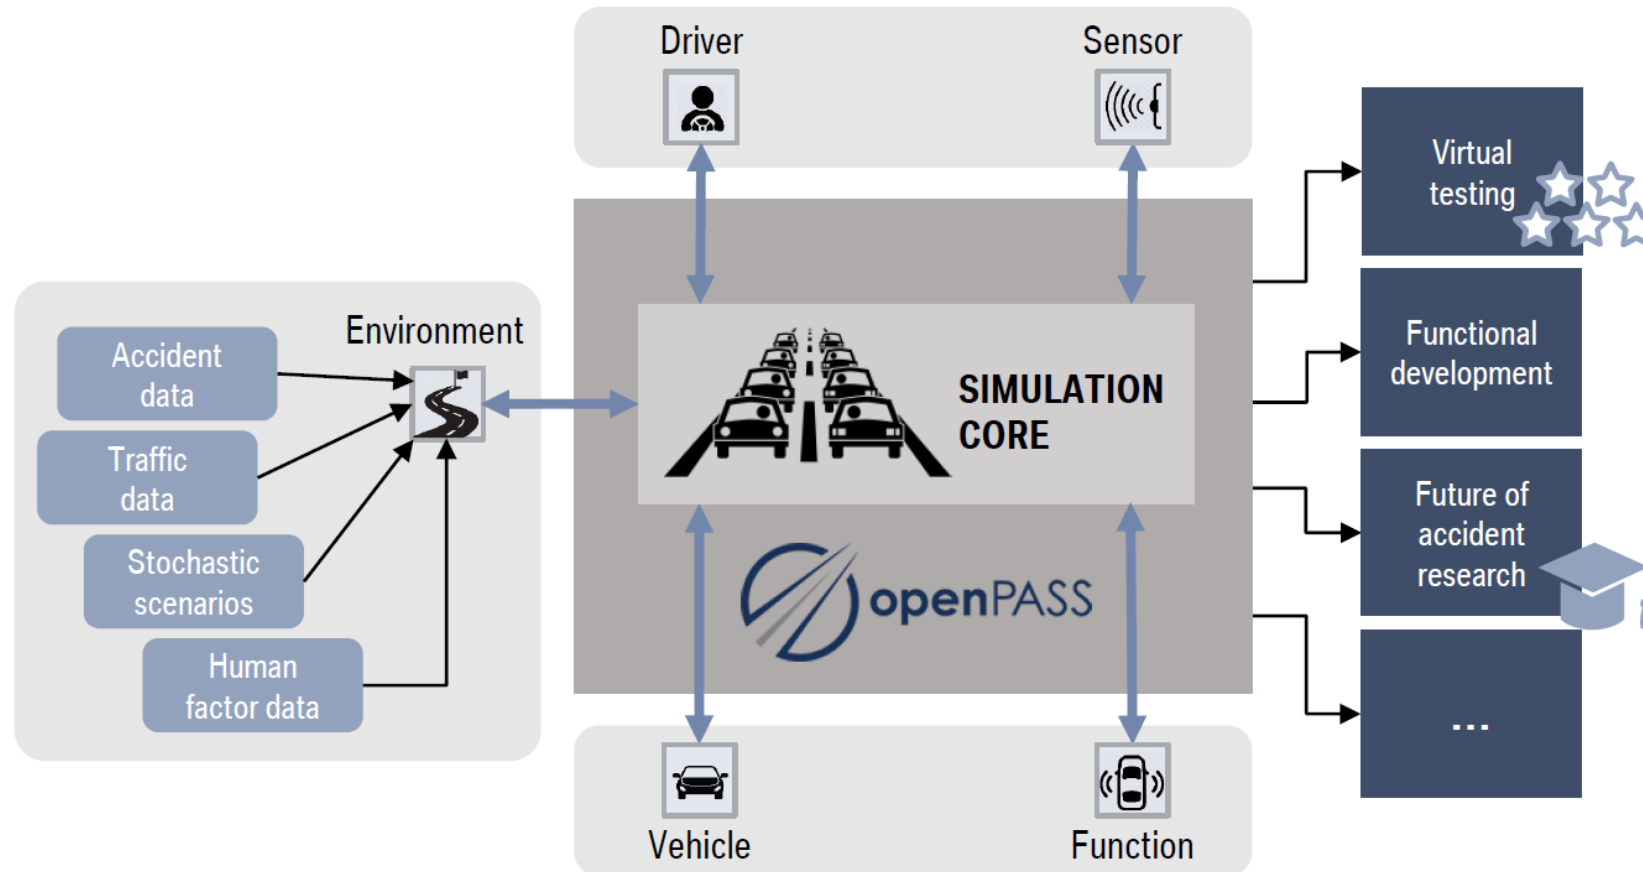 Driver
Sensor
Environment
Accident
data
Traffic
data
Stochastic
scenarios
Human
factor data
SIMULATION
CORE
openPASS
Vehicle
Function
Virtual
testing
Functional
development
Future of
accident
research
...